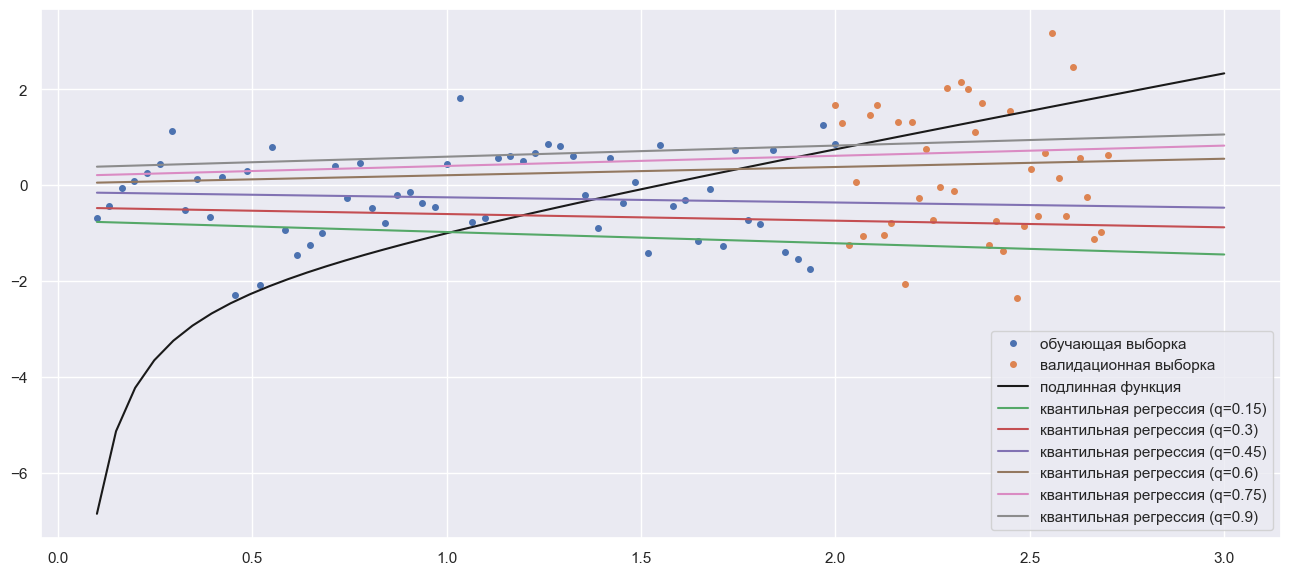 2
0
−2
−4
−6
0.0
0.5
1.0
1.5
2.0
2.5
3.0
обучающая выборка
валидационная выборка
подлинная функция
квантильная регрессия (q=0.15)
квантильная регрессия (q=0.3)
квантильная регрессия (q=0.45)
квантильная регрессия (q=0.6)
квантильная регрессия (q=0.75)
квантильная регрессия (q=0.9)